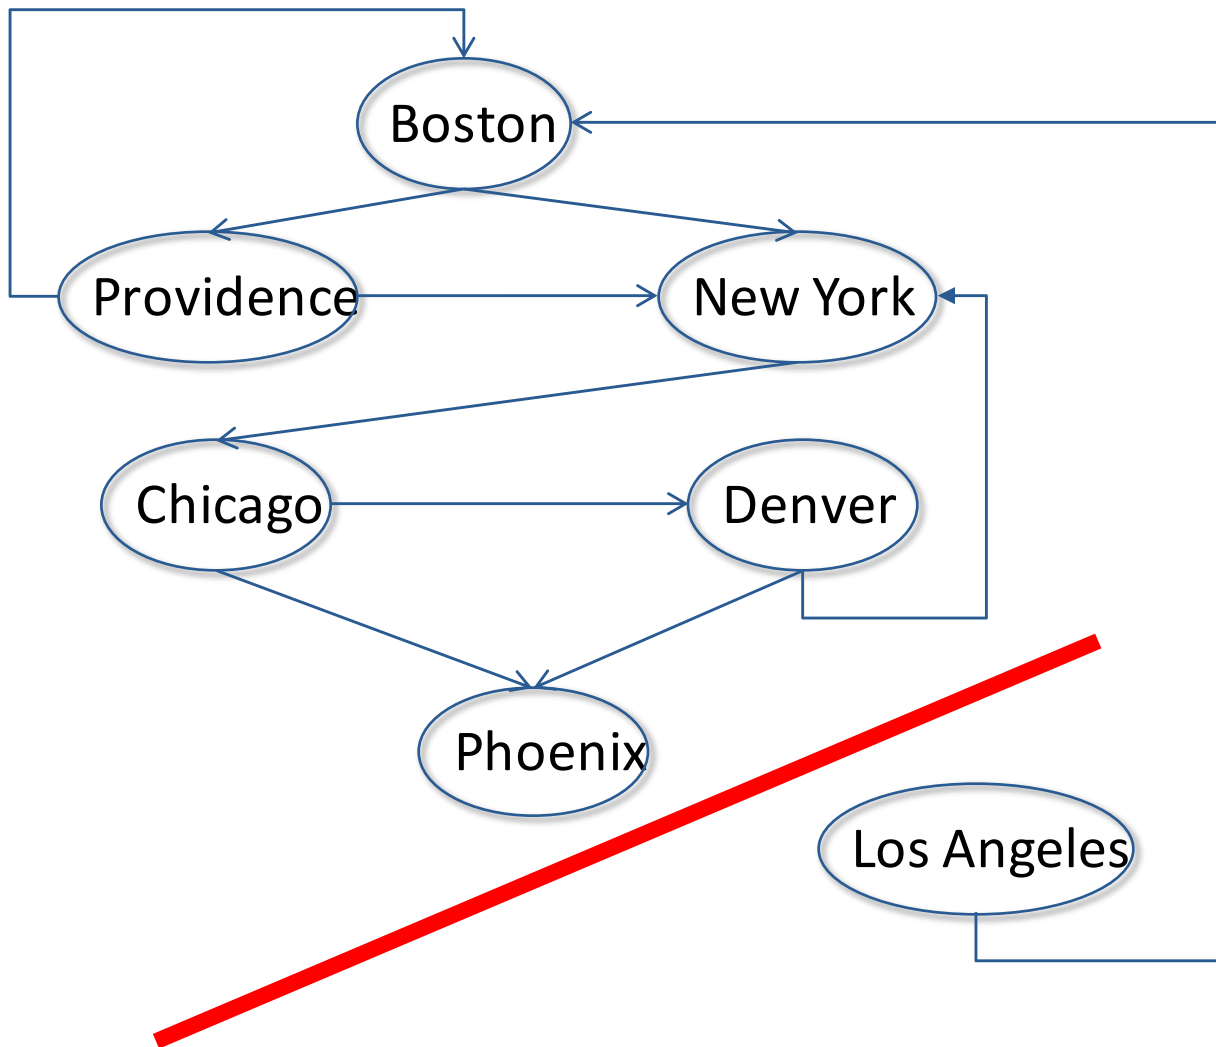 Boston
Providence
New York
Chicago
Denver
Phoenix
Los Angeles